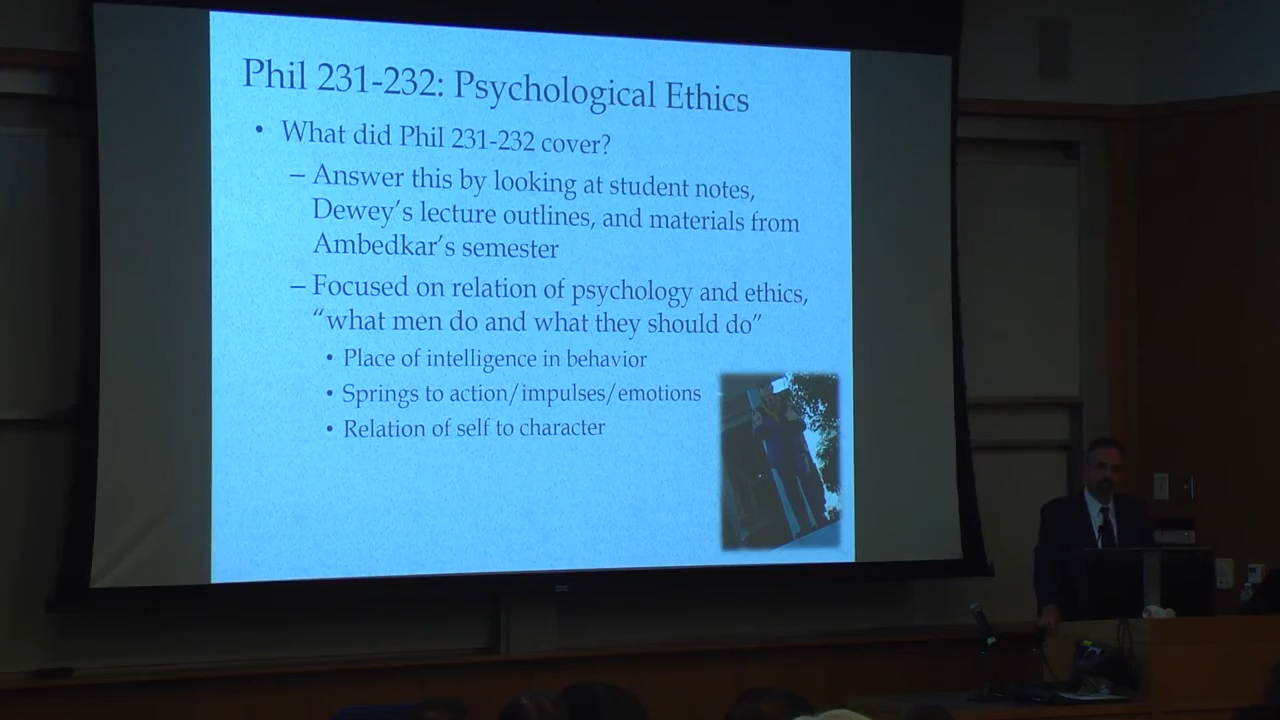 Phil 231-232: Psychological Ethics
• What did Phil 231-232 cover?
– Answer this by looking at student notes,
Dewey's lecture outlines, and materials from
Ambedkar's semester
– Focused on relation of psychology and ethics,
"what men do and what they should do"
• Place of intelligence in behavior
• Springs to action/impulses/emotions
• Relation of self to character